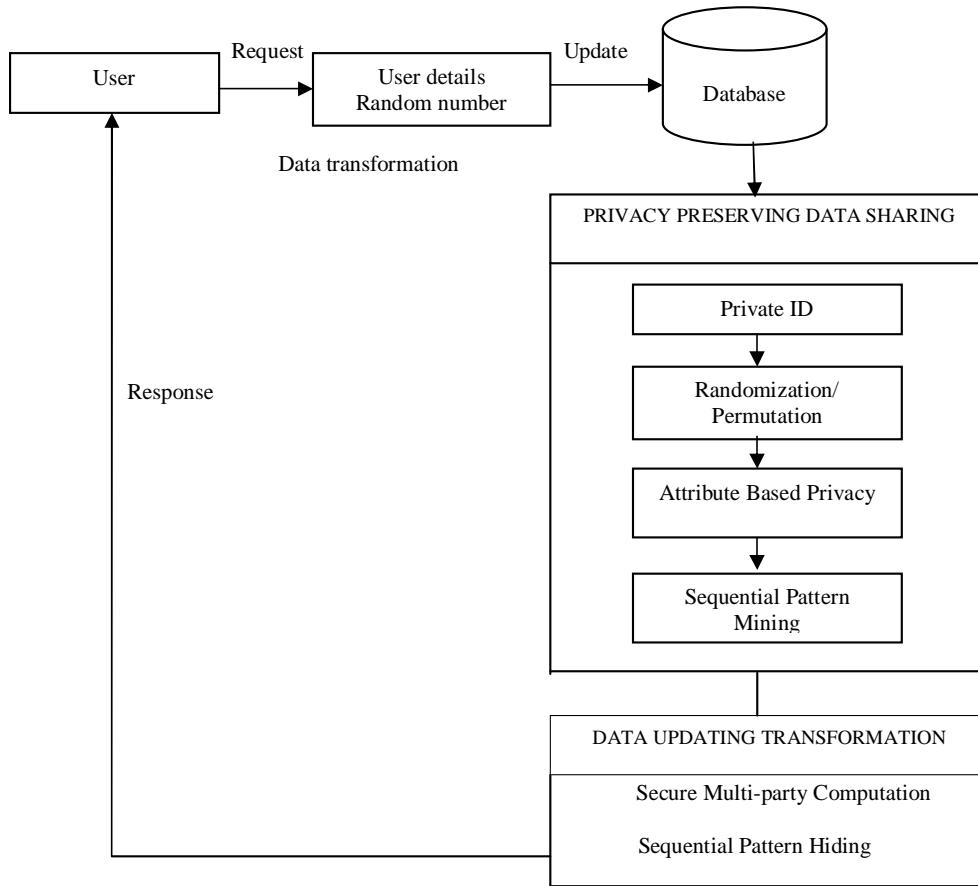 User
Request
User details
Random number
Update
Database
Data transformation
PRIVACY PRESERVING DATA SHARING
Private ID
Randomization/
Permutation
Response
Attribute Based Privacy
Sequential Pattern
Mining
DATA UPDATING TRANSFORMATION
Secure Multi-party Computation
Sequential Pattern Hiding